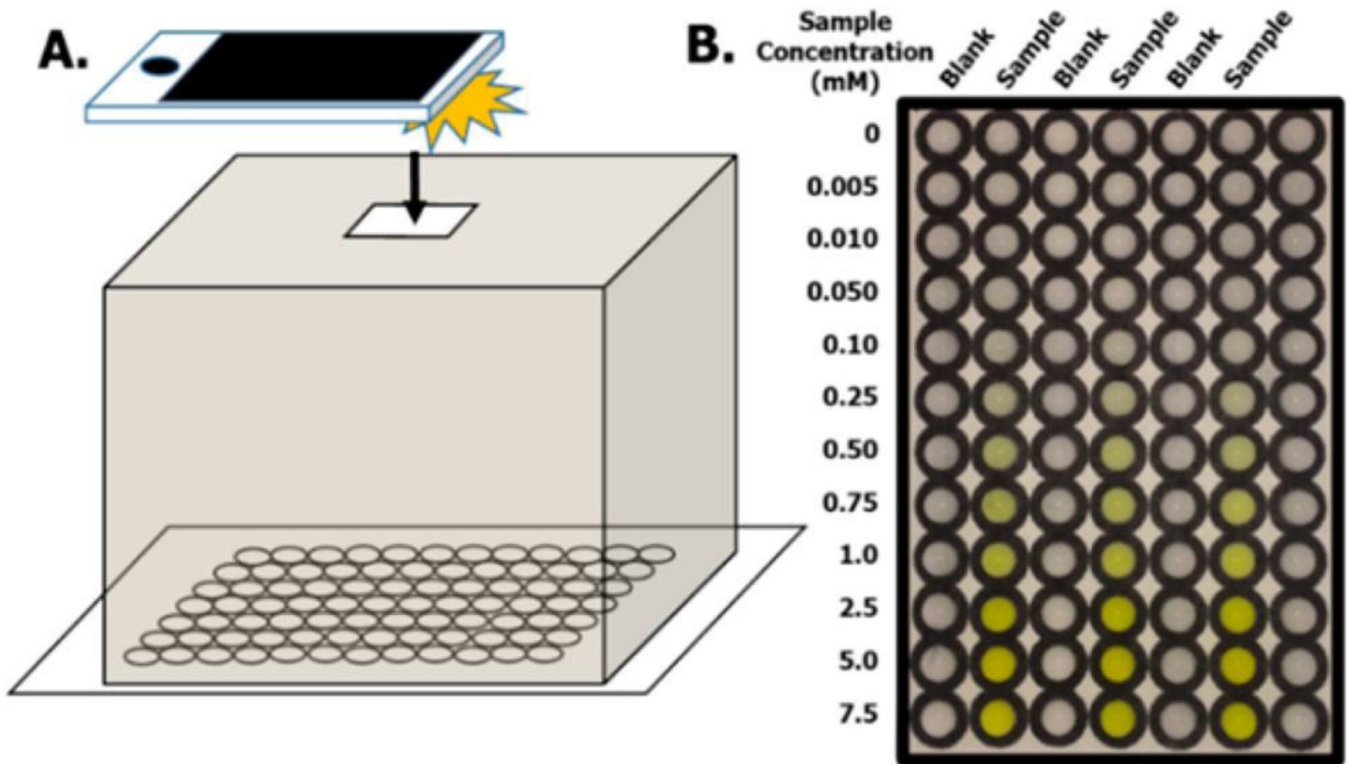 A.
B.
Sample
Concentration
(mM)
Blank
Sample
Blank
Sample
Blank
Sample
0
0.005
0.010
0.050
0.10
0.25
0.50
0.75
1.0
2.5
5.0
7.5